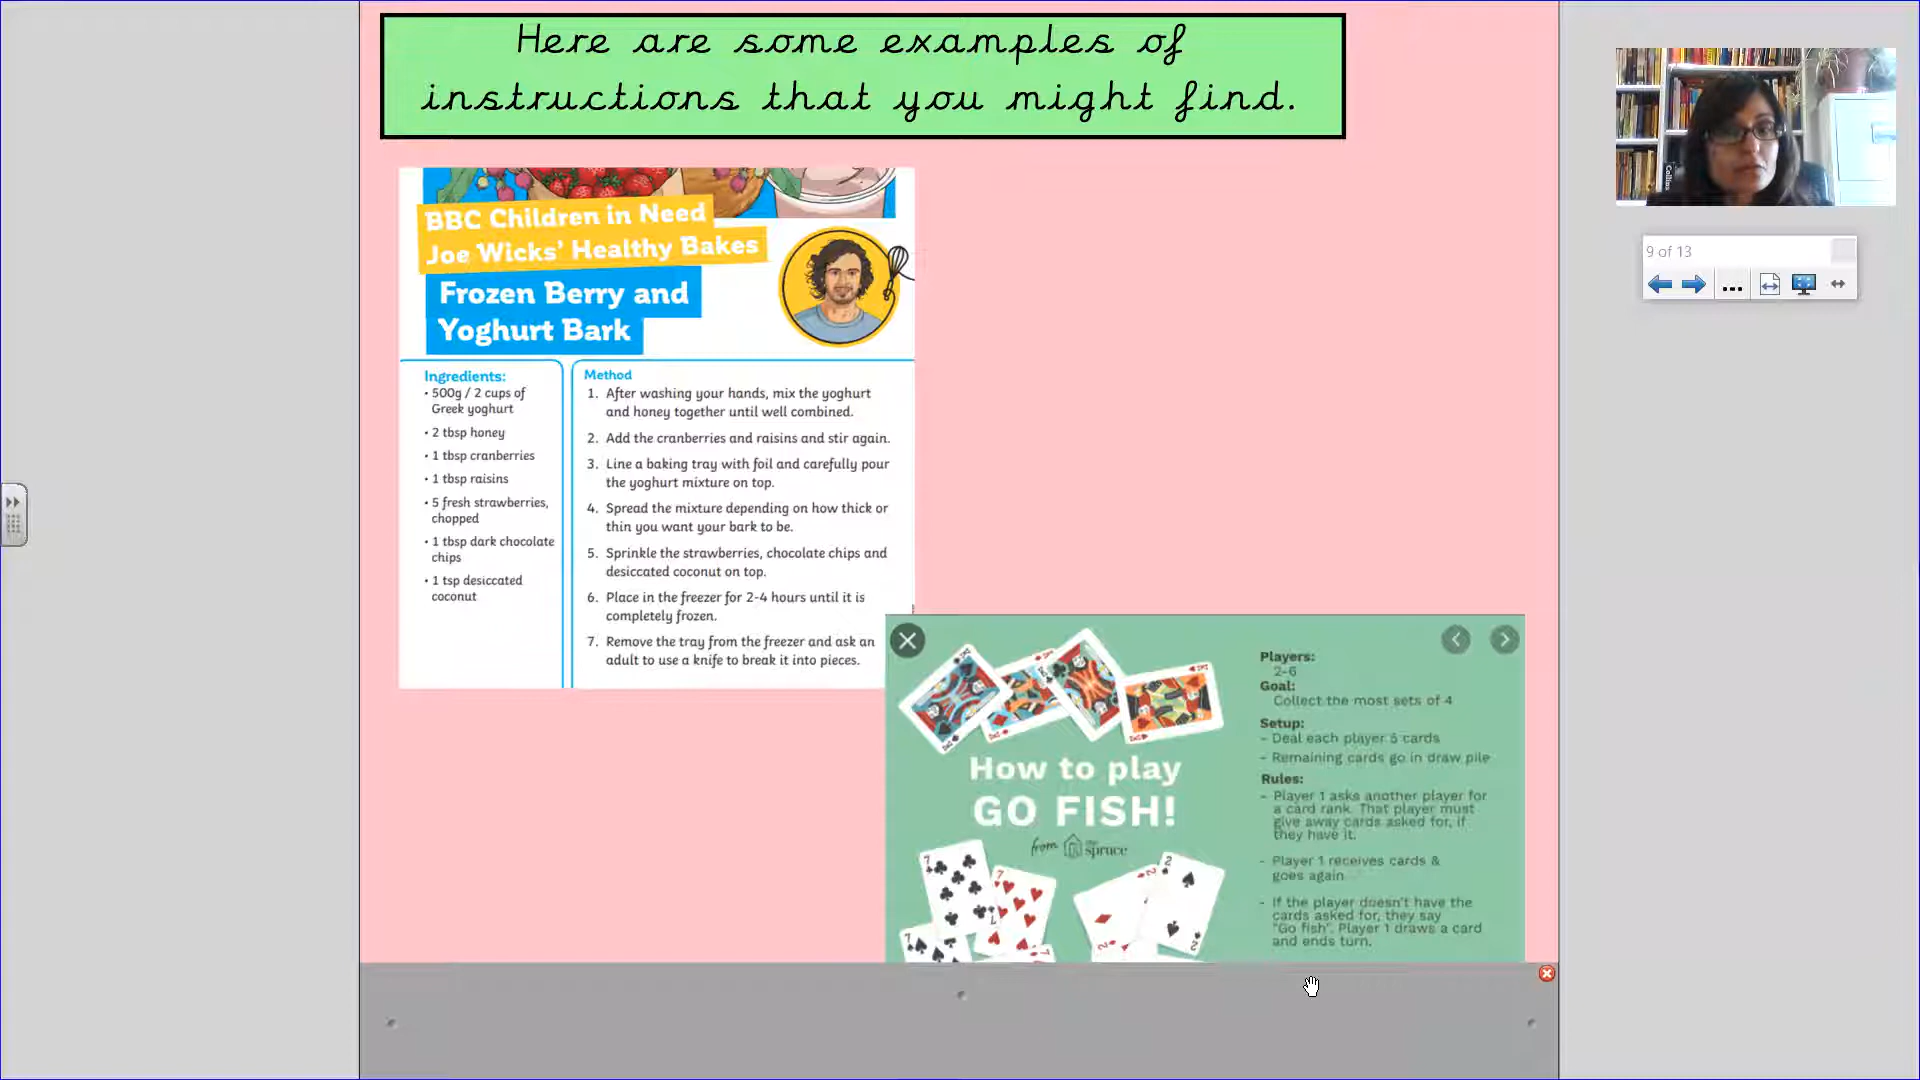 Here are some examples of
instructions that you might find.
BBC Children in Need
Joe Wicks' Healthy Bakes
Frozen Berry and
Yoghurt Bark
Ingredients:
• 500g / 2 cups of
Greek yoghurt
• 2 tbsp honey
• 1 tbsp cranberries
• 1 tbsp raisins
• 5 fresh strawberries,
chopped
• 1 tbsp dark chocolate
chips
• 1 tsp desiccated
coconut
Method
1. After washing your hands, mix the yoghurt
and honey together until well combined.
2. Add the cranberries and raisins and stir again.
3. Line a baking tray with foil and carefully pour
the yoghurt mixture on top.
4. Spread the mixture depending on how thick or
thin you want your bark to be.
5. Sprinkle the strawberries, chocolate chips and
desiccated coconut on top.
6. Place in the freezer for 2-4 hours until it is
completely frozen.
7. Remove the tray from the freezer and ask an
adult to use a knife to break it into pieces.
How to play
GO FISH!
from the spruce
Players:
2-6
Goal:
Collect the most sets of 4
Setup:
- Deal each player 5 cards
- Remaining cards go in draw pile
Rules:
- Player 1 asks another player for
a card rank. That player must
give away cards asked for, if
they have it.
- Player 1 receives cards &
goes again
- If the player doesn't have the
cards asked for, they say
"Go fish". Player 1 draws a card
and ends turn.
7
7
7
2
2
2
2
Collins
9 of 13
...